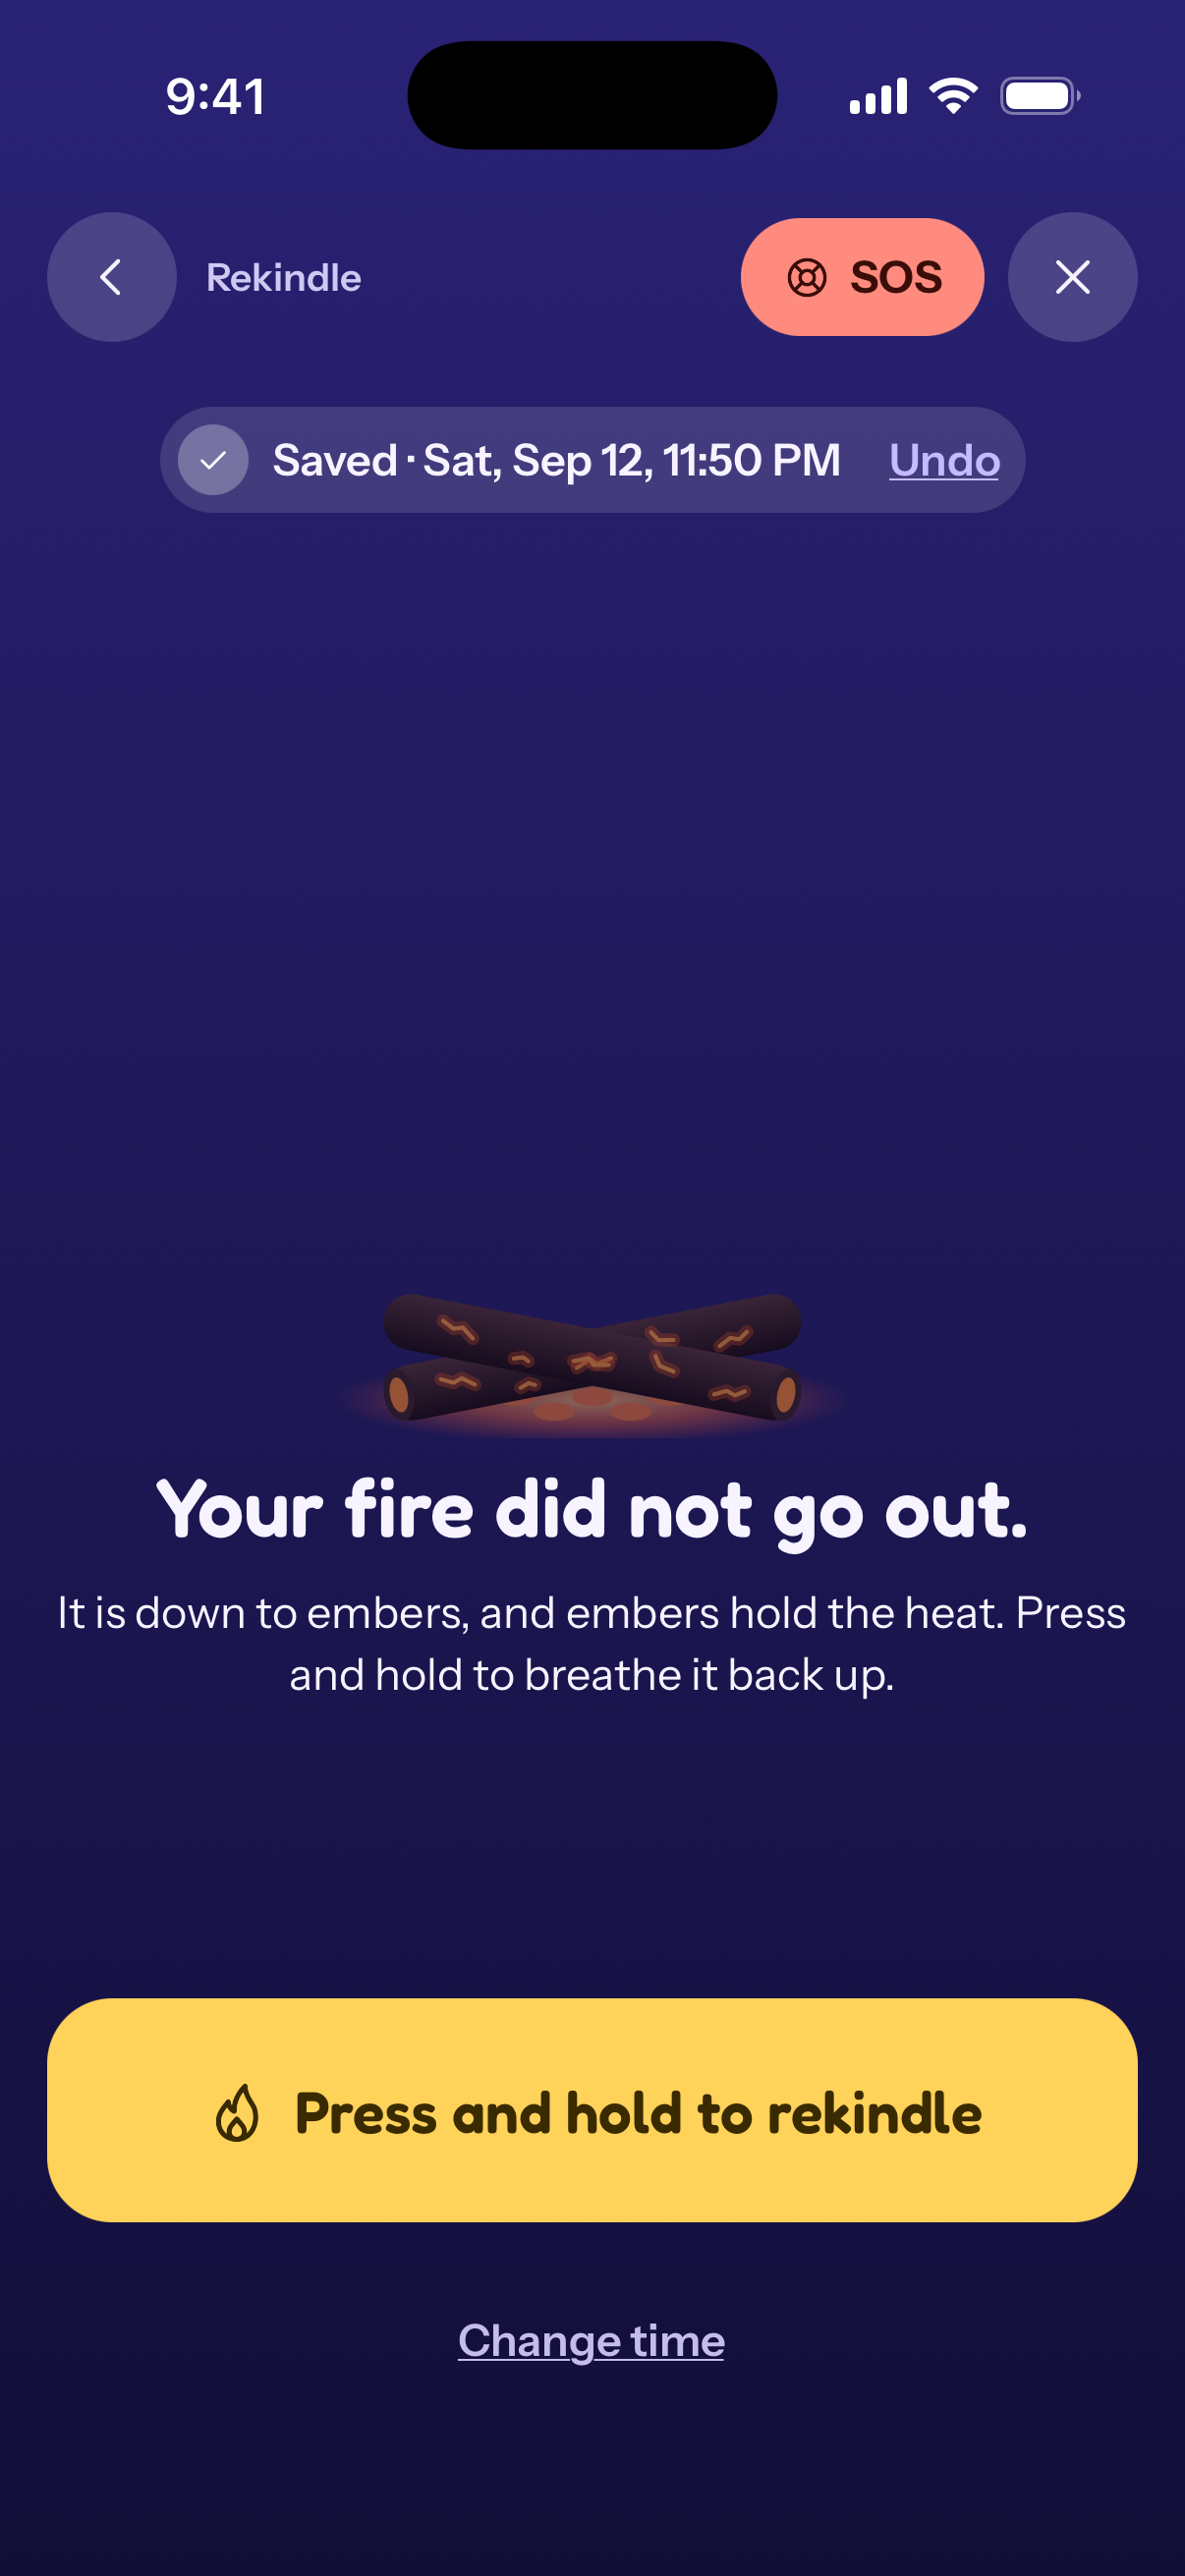 9:41
Rekindle
SOS
Saved · Sat, Sep 12, 11:50 PM
Undo
Your fire did not go out.
It is down to embers, and embers hold the heat. Press
and hold to breathe it back up.
Press and hold to rekindle
Change time